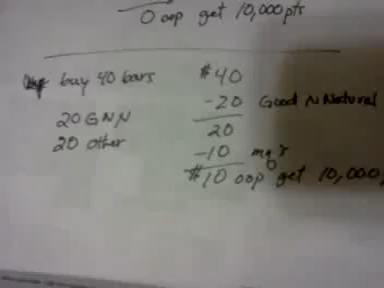 0 oop get 10,000 pts
buy 40 bars $40
-20 Good N Natural
20 GNN 20
20 other -10 mq's
$10 oop get 10,000